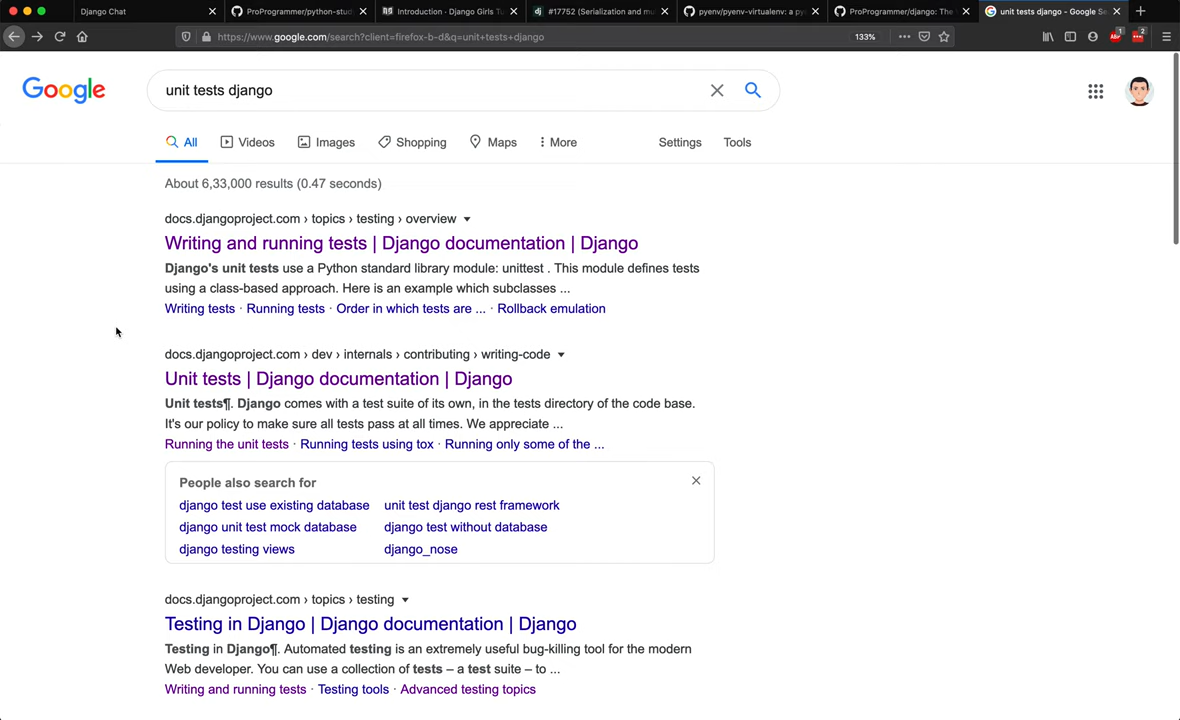 Django Chat
ProProgrammer/python-stud
Introduction · Django Girls Tu
#17752 (Serialization and mu
pyenv/pyenv-virtualenv: a py
ProProgrammer/django: The
unit tests django - Google Se
https://www.google.com/search?client=firefox-b-d&q=unit+tests+django
133%
ABP
1
2
Google
unit tests django
All
Videos
Images
Shopping
Maps
More
Settings
Tools
About 6,33,000 results (0.47 seconds)
docs.djangoproject.com › topics › testing › overview
Writing and running tests | Django documentation | Django
Django's unit tests use a Python standard library module: unittest . This module defines tests
using a class-based approach. Here is an example which subclasses ...
Writing tests · Running tests · Order in which tests are ... · Rollback emulation
docs.djangoproject.com › dev › internals › contributing › writing-code
Unit tests | Django documentation | Django
Unit tests¶. Django comes with a test suite of its own, in the tests directory of the code base.
It's our policy to make sure all tests pass at all times. We appreciate ...
Running the unit tests · Running tests using tox · Running only some of the ...
People also search for
django test use existing database
unit test django rest framework
django unit test mock database
django test without database
django testing views
django_nose
docs.djangoproject.com › topics › testing
Testing in Django | Django documentation | Django
Testing in Django¶. Automated testing is an extremely useful bug-killing tool for the modern
Web developer. You can use a collection of tests – a test suite – to ...
Writing and running tests · Testing tools · Advanced testing topics